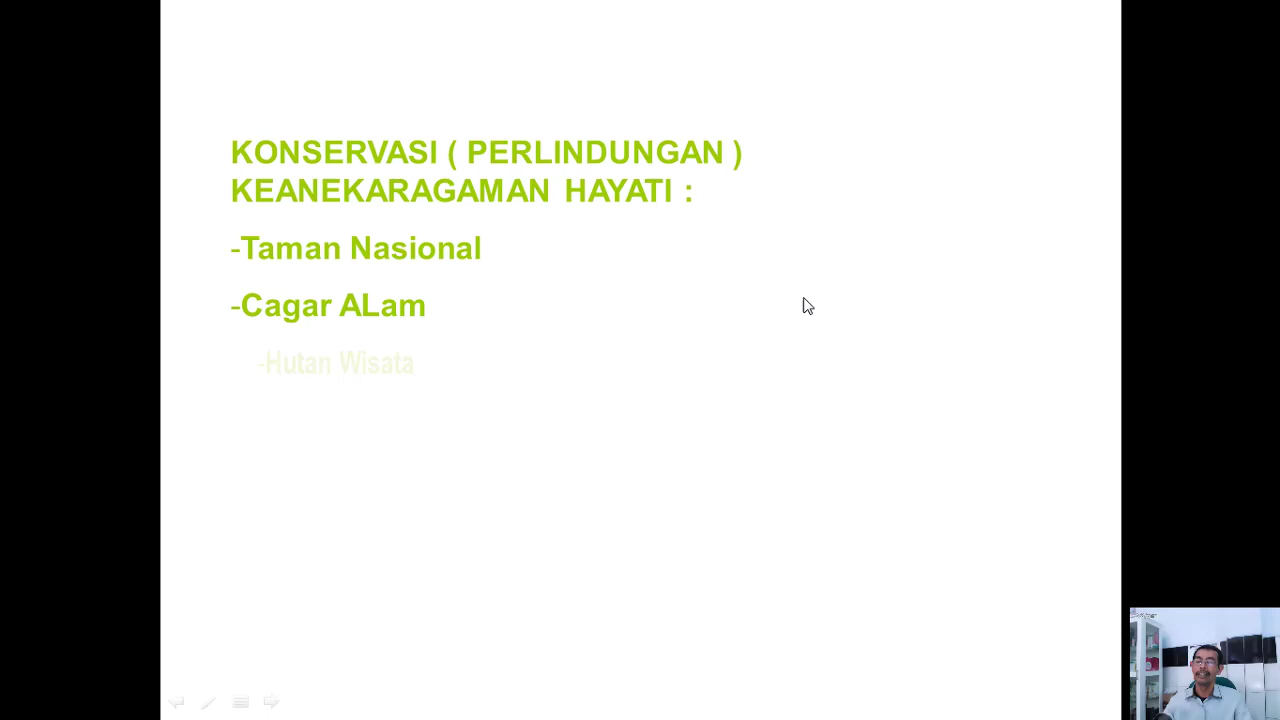 KONSERVASI ( PERLINDUNGAN )
KEANEKARAGAMAN HAYATI :
-Taman Nasional
-Cagar ALam
-Hutan Wisata